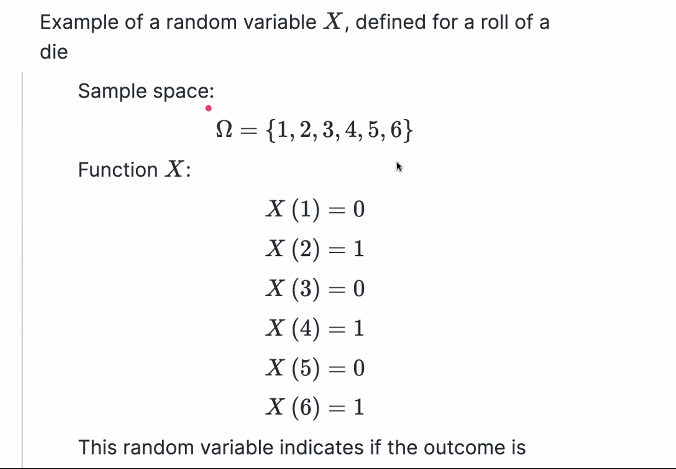 Example of a random variable X, defined for a roll of a
die
Sample space:
Ω = {1, 2, 3, 4, 5, 6}
Function X:
X (1) = 0
X (2) = 1
X (3) = 0
X (4) = 1
X (5) = 0
X (6) = 1
This random variable indicates if the outcome is